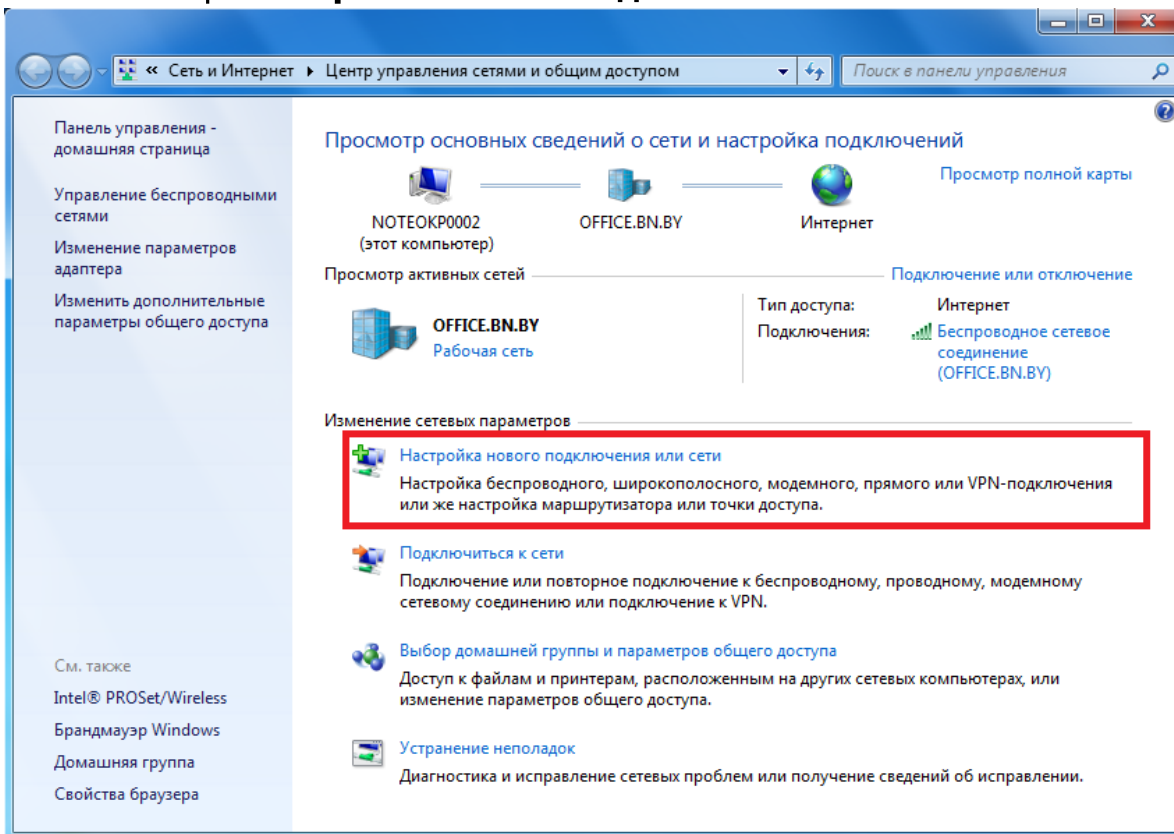 Сеть и Интернет ▸ Центр управления сетями и общим доступом
Поиск в панели управления
Панель управления -
домашняя страница
Управление беспроводными
сетями
Изменение параметров
адаптера
Изменить дополнительные
параметры общего доступа
См. также
Intel® PROSet/Wireless
Брандмауэр Windows
Домашняя группа
Свойства браузера
Просмотр основных сведений о сети и настройка подключений
Просмотр полной карты
NOTEOKP0002
(этот компьютер)
OFFICE.BN.BY
Интернет
Просмотр активных сетей
Подключение или отключение
OFFICE.BN.BY
Рабочая сеть
Тип доступа: Интернет
Подключения: Беспроводное сетевое
соединение
(OFFICE.BN.BY)
Изменение сетевых параметров
Настройка нового подключения или сети
Настройка беспроводного, широкополосного, модемного, прямого или VPN-подключения
или же настройка маршрутизатора или точки доступа.
Подключиться к сети
Подключение или повторное подключение к беспроводному, проводному, модемному
сетевому соединению или подключение к VPN.
Выбор домашней группы и параметров общего доступа
Доступ к файлам и принтерам, расположенным на других сетевых компьютерах, или
изменение параметров общего доступа.
Устранение неполадок
Диагностика и исправление сетевых проблем или получение сведений об исправлении.